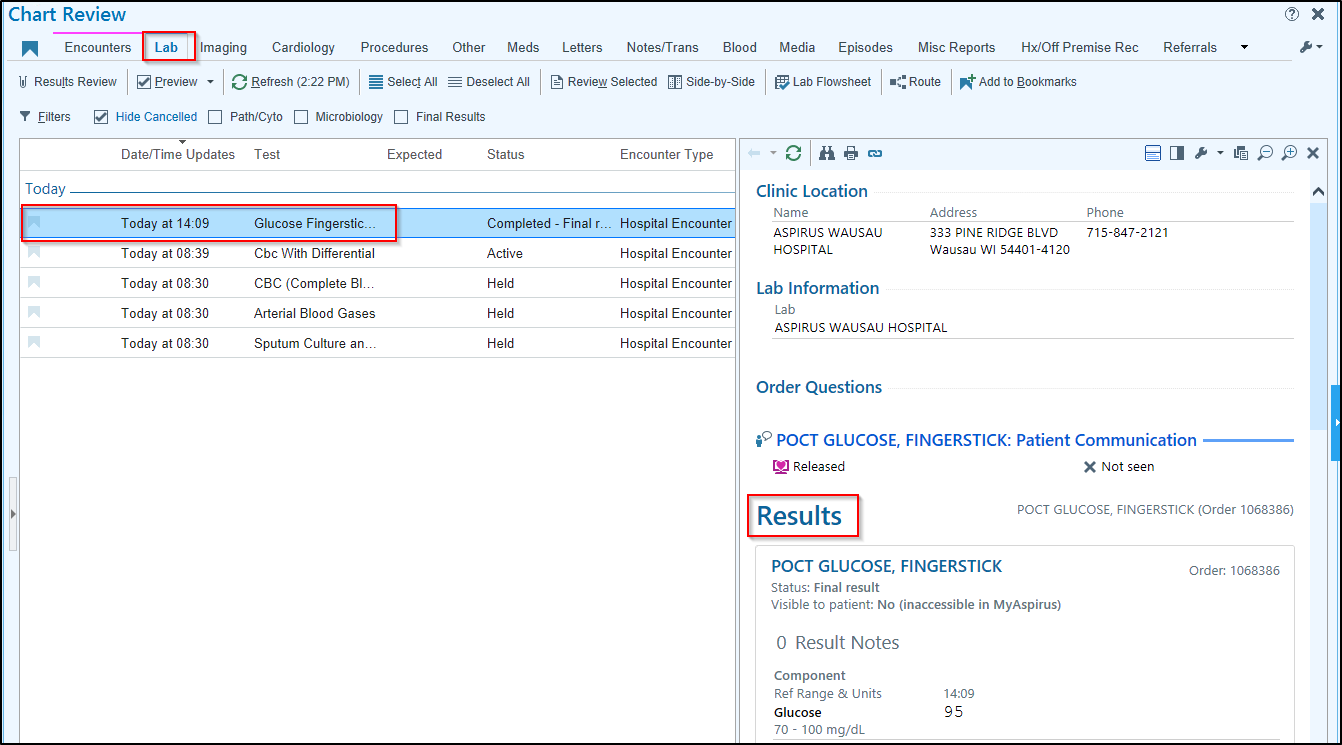 Chart Review
Encounters Lab Imaging Cardiology Procedures Other Meds Letters Notes/Trans Blood Media Episodes Misc Reports Hx/Off Premise Rec Referrals
Results Review Preview Refresh (2:22 PM) Select All Deselect All Review Selected Side-by-Side Lab Flowsheet Route Add to Bookmarks
Filters Hide Cancelled Path/Cyto Microbiology Final Results
Date/Time Updates Test Expected Status Encounter Type
Today
Today at 14:09 Glucose Fingerstic... Completed - Final r... Hospital Encounter
Today at 08:39 Cbc With Differential Active Hospital Encounter
Today at 08:30 CBC (Complete Bl... Held Hospital Encounter
Today at 08:30 Arterial Blood Gases Held Hospital Encounter
Today at 08:30 Sputum Culture an... Held Hospital Encounter
Clinic Location
Name Address Phone
ASPIRUS WAUSAU 333 PINE RIDGE BLVD 715-847-2121
HOSPITAL Wausau WI 54401-4120
Lab Information
Lab
ASPIRUS WAUSAU HOSPITAL
Order Questions
POCT GLUCOSE, FINGERSTICK: Patient Communication
Released Not seen
Results POCT GLUCOSE, FINGERSTICK (Order 1068386)
POCT GLUCOSE, FINGERSTICK Order: 1068386
Status: Final result
Visible to patient: No (inaccessible in MyAspirus)
0 Result Notes
Component
Ref Range & Units 14:09
Glucose 95
70 - 100 mg/dL